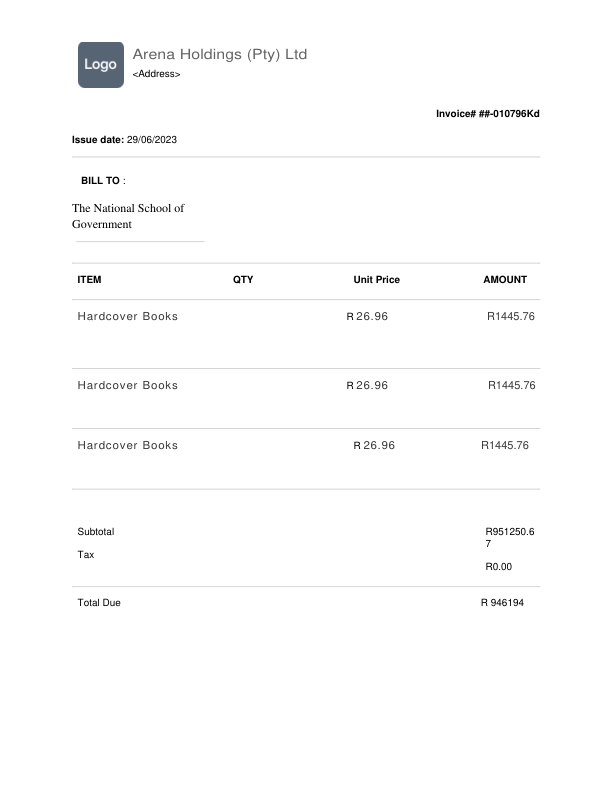 Logo
Arena Holdings (Pty) Ltd
<Address>
Invoice# ##-010796Kd
Issue date: 29/06/2023
BILL TO :
The National School of
Government
ITEM QTY Unit Price AMOUNT
Hardcover Books R 26.96 R1445.76
Hardcover Books R 26.96 R1445.76
Hardcover Books R 26.96 R1445.76
Subtotal R951250.6
7
Tax
R0.00
Total Due R 946194